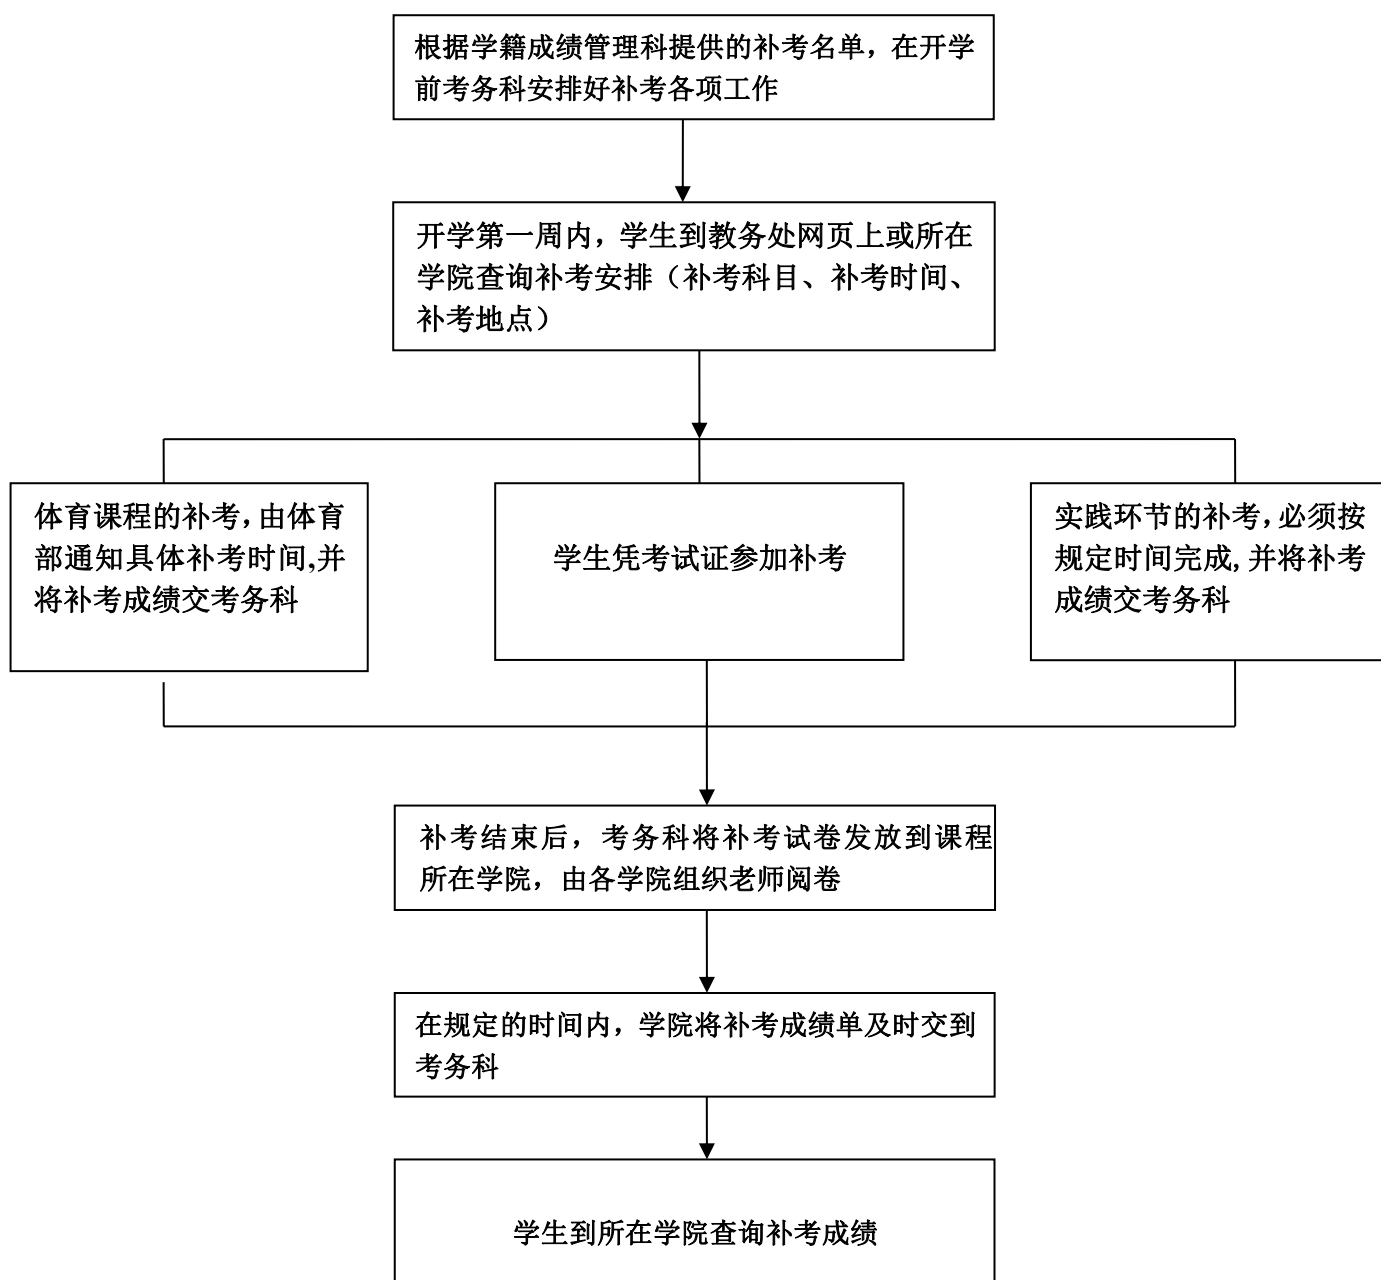 根据学籍成绩管理科提供的补考名单，在开学
前考务科安排好补考各项工作
开学第一周内，学生到教务处网页上或所在
学院查询补考安排（补考科目、补考时间、
补考地点）
体育课程的补考，由体育
部通知具体补考时间,并
将补考成绩交考务科
学生凭考试证参加补考
实践环节的补考，必须按
规定时间完成,并将补考
成绩交考务科
补考结束后，考务科将补考试卷发放到课程
所在学院，由各学院组织老师阅卷
在规定的时间内，学院将补考成绩单及时交到
考务科
学生到所在学院查询补考成绩